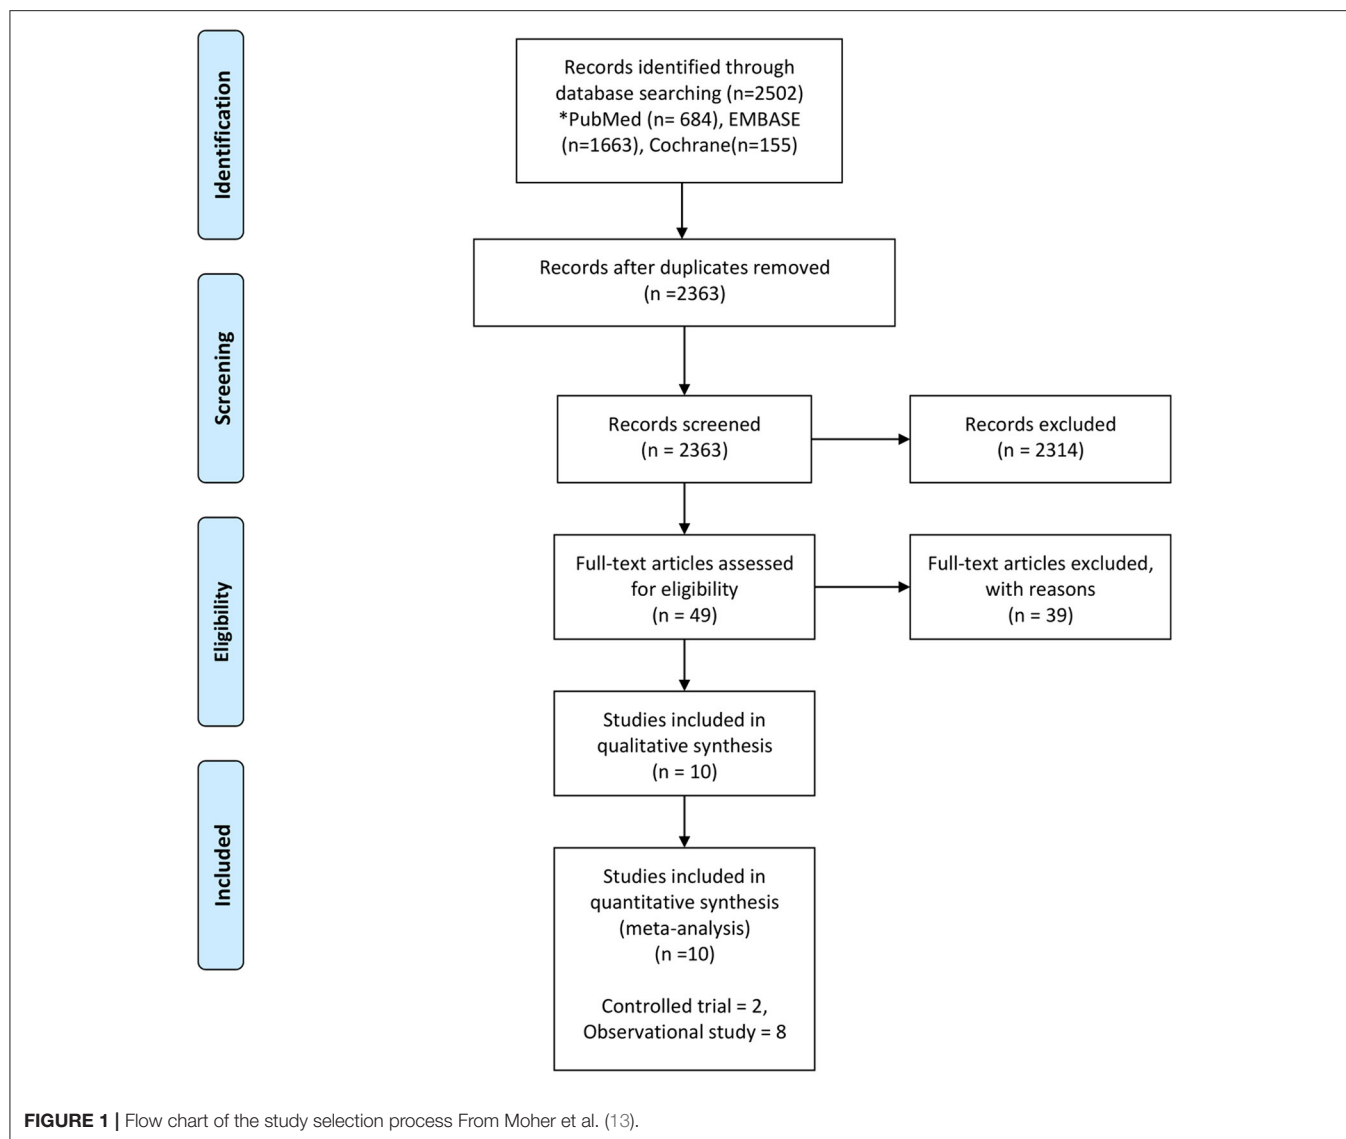 Identification
Records identified through
database searching (n=2502)
*PubMed (n= 684), EMBASE
(n=1663), Cochrane(n=155)
Records after duplicates removed
(n =2363)
Screening
Records screened
(n = 2363)
Records excluded
(n = 2314)
Eligibility
Full-text articles assessed
for eligibility
(n = 49)
Full-text articles excluded,
with reasons
(n = 39)
Studies included in
qualitative synthesis
(n = 10)
Included
Studies included in
quantitative synthesis
(meta-analysis)
(n =10)
Controlled trial = 2,
Observational study = 8
FIGURE 1 | Flow chart of the study selection process From Moher et al. (13).